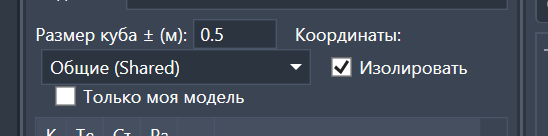 Размер куба ± (м): 0.5 Координаты:
Общие (Shared) Изолировать
Только моя модель